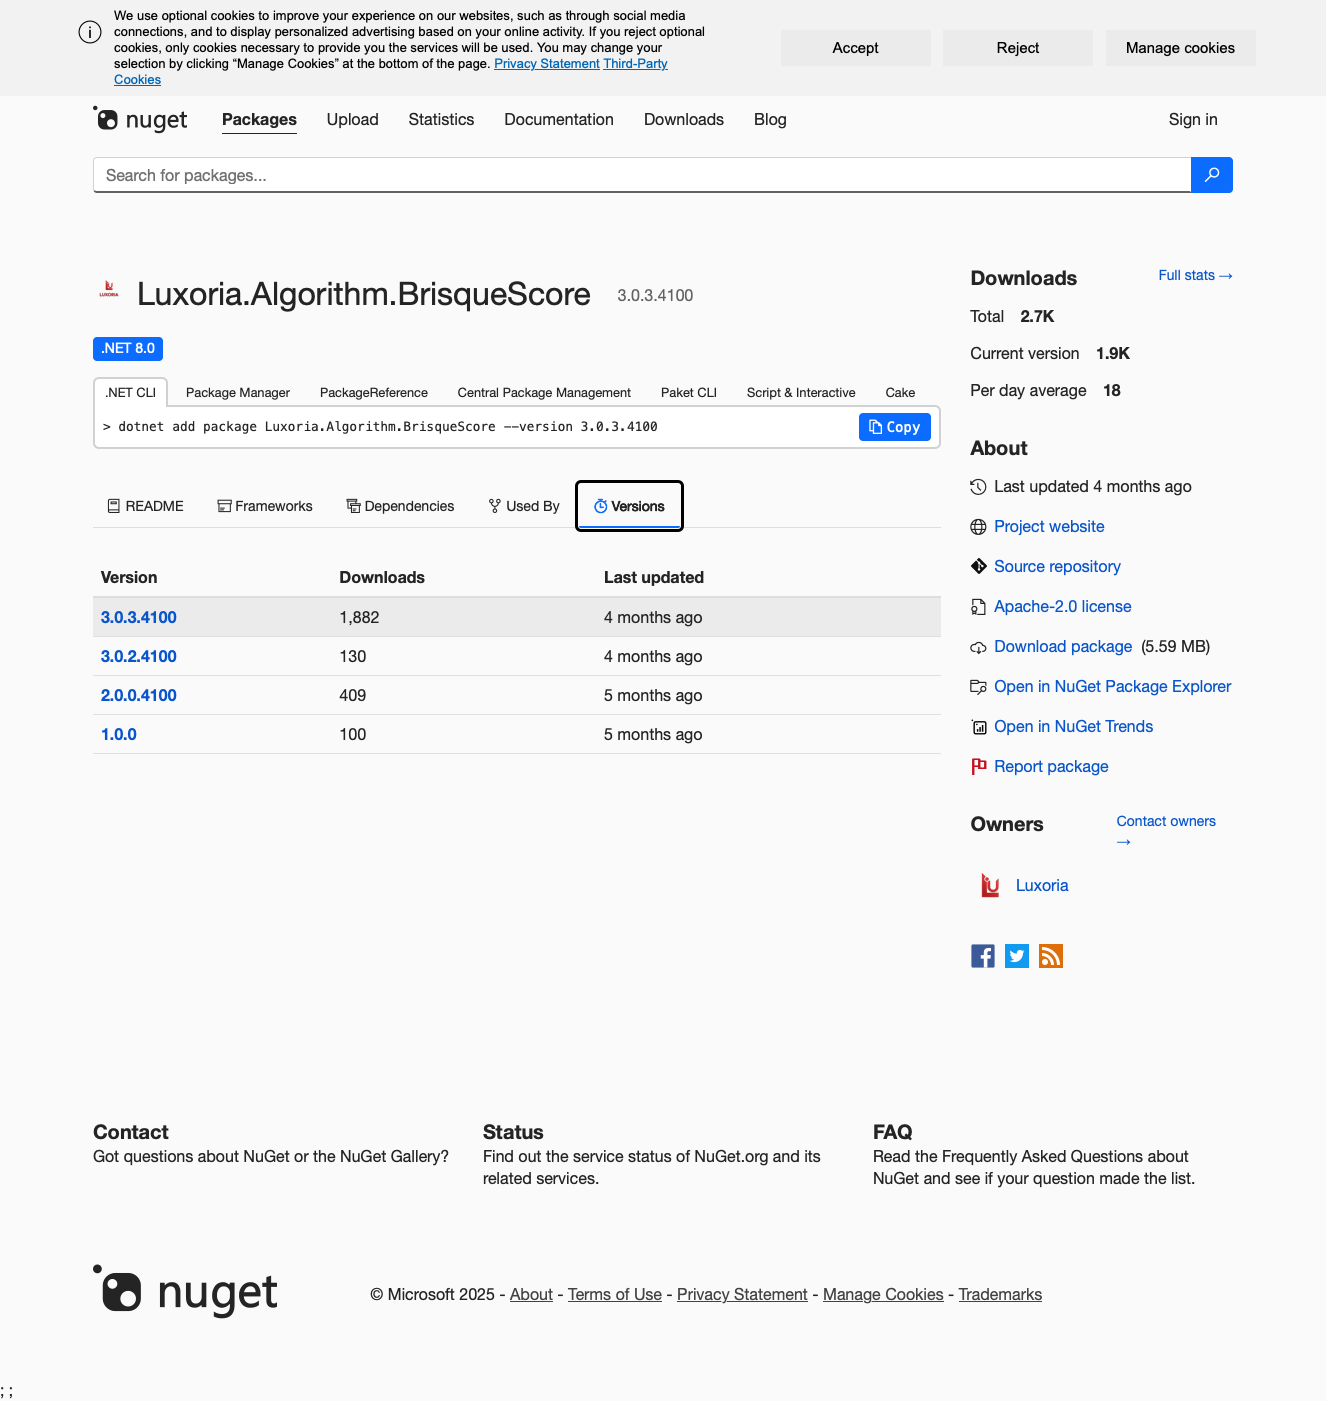 We use optional cookies to improve your experience on our websites, such as through social media
connections, and to display personalized advertising based on your online activity. If you reject optional
cookies, only cookies necessary to provide you the services will be used. You may change your
selection by clicking “Manage Cookies” at the bottom of the page. Privacy Statement Third-Party
Cookies
Accept
Reject
Manage cookies
nuget
Packages
Upload
Statistics
Documentation
Downloads
Blog
Sign in
Search for packages...
LUXORIA
Luxoria.Algorithm.BrisqueScore 3.0.3.4100
.NET 8.0
.NET CLI
Package Manager
PackageReference
Central Package Management
Paket CLI
Script & Interactive
Cake
> dotnet add package Luxoria.Algorithm.BrisqueScore --version 3.0.3.4100
Copy
README
Frameworks
Dependencies
Used By
Versions
Version Downloads Last updated
3.0.3.4100 1,882 4 months ago
3.0.2.4100 130 4 months ago
2.0.0.4100 409 5 months ago
1.0.0 100 5 months ago
Downloads
Full stats →
Total 2.7K
Current version 1.9K
Per day average 18
About
Last updated 4 months ago
Project website
Source repository
Apache-2.0 license
Download package (5.59 MB)
Open in NuGet Package Explorer
Open in NuGet Trends
Report package
Owners
Contact owners
→
Luxoria
Contact
Got questions about NuGet or the NuGet Gallery?
Status
Find out the service status of NuGet.org and its
related services.
FAQ
Read the Frequently Asked Questions about
NuGet and see if your question made the list.
nuget
© Microsoft 2025 - About - Terms of Use - Privacy Statement - Manage Cookies - Trademarks
; ;